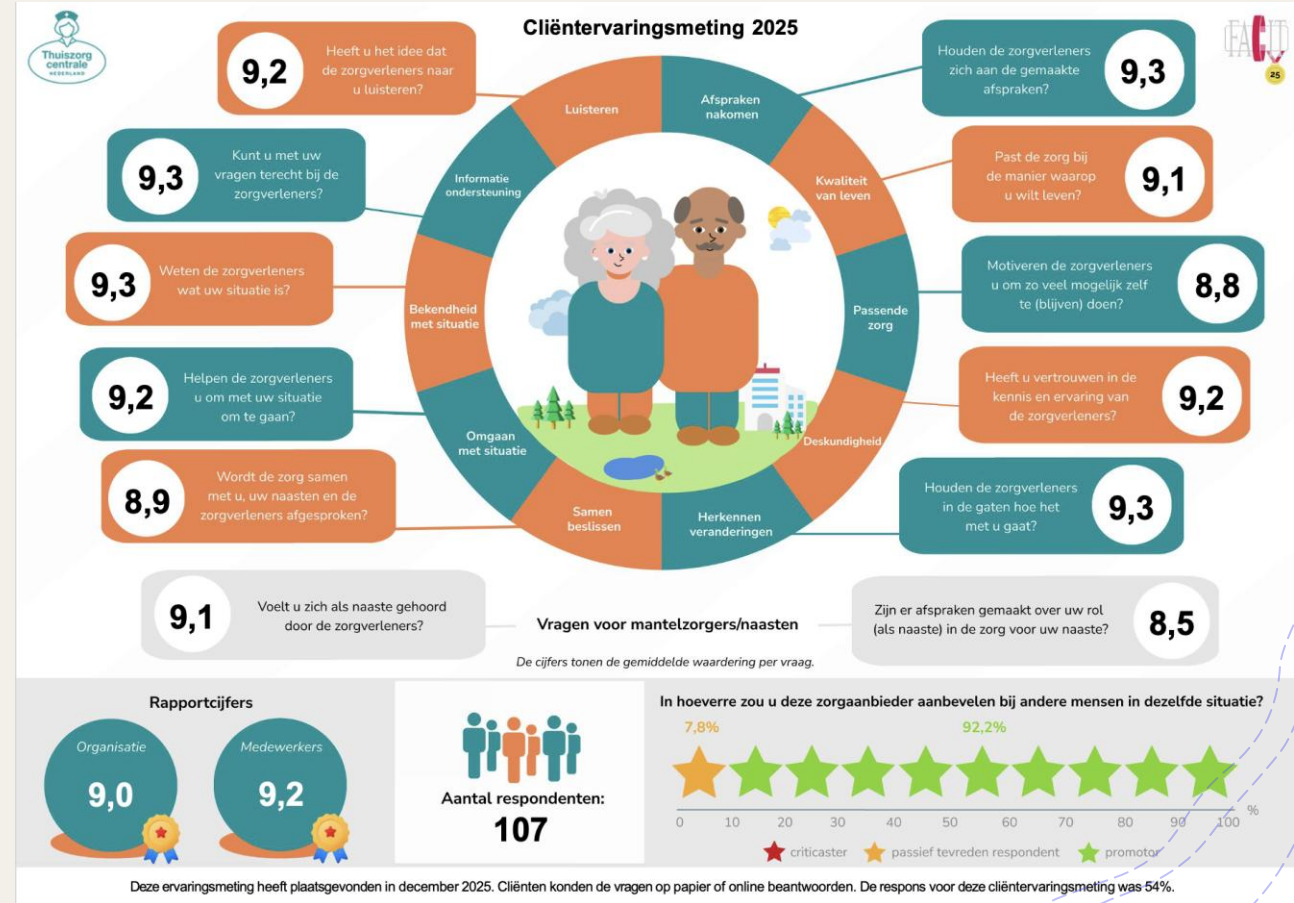 Cliëntervaringsmeting 2025
Thuiszorg
centrale
NEDERLAND
FACIT
25
9,2
Heeft u het idee dat
de zorgverleners naar
u luisteren?
9,3
Kunt u met uw
vragen terecht bij de
zorgverleners?
9,3
Weten de zorgverleners
wat uw situatie is?
9,2
Helpen de zorgverleners
u om met uw situatie
om te gaan?
8,9
Wordt de zorg samen
met u, uw naasten en de
zorgverleners afgesproken?
Luisteren
Afspraken
nakomen
Informatie
ondersteuning
Kwaliteit
van leven
Bekendheid
met situatie
Passende
zorg
Omgaan
met situatie
Deskundigheid
Samen
beslissen
Herkennen
veranderingen
Houden de zorgverleners
zich aan de gemaakte
afspraken?
9,3
Past de zorg bij
de manier waarop
u wilt leven?
9,1
Motiveren de zorgverleners
u om zo veel mogelijk zelf
te (blijven) doen?
8,8
Heeft u vertrouwen in de
kennis en ervaring van
de zorgverleners?
9,2
Houden de zorgverleners
in de gaten hoe het
met u gaat?
9,3
9,1
Voelt u zich als naaste gehoord
door de zorgverleners?
Vragen voor mantelzorgers/naasten
Zijn er afspraken gemaakt over uw rol
(als naaste) in de zorg voor uw naaste?
8,5
De cijfers tonen de gemiddelde waardering per vraag.
Rapportcijfers
Organisatie
9,0
Medewerkers
9,2
Aantal respondenten:
107
In hoeverre zou u deze zorgaanbieder aanbevelen bij andere mensen in dezelfde situatie?
7,8%
92,2%
0 10 20 30 40 50 60 70 80 90 100 %
criticaster passief tevreden respondent promotor
Deze ervaringsmeting heeft plaatsgevonden in december 2025. Cliënten konden de vragen op papier of online beantwoorden. De respons voor deze cliëntervaringsmeting was 54%.